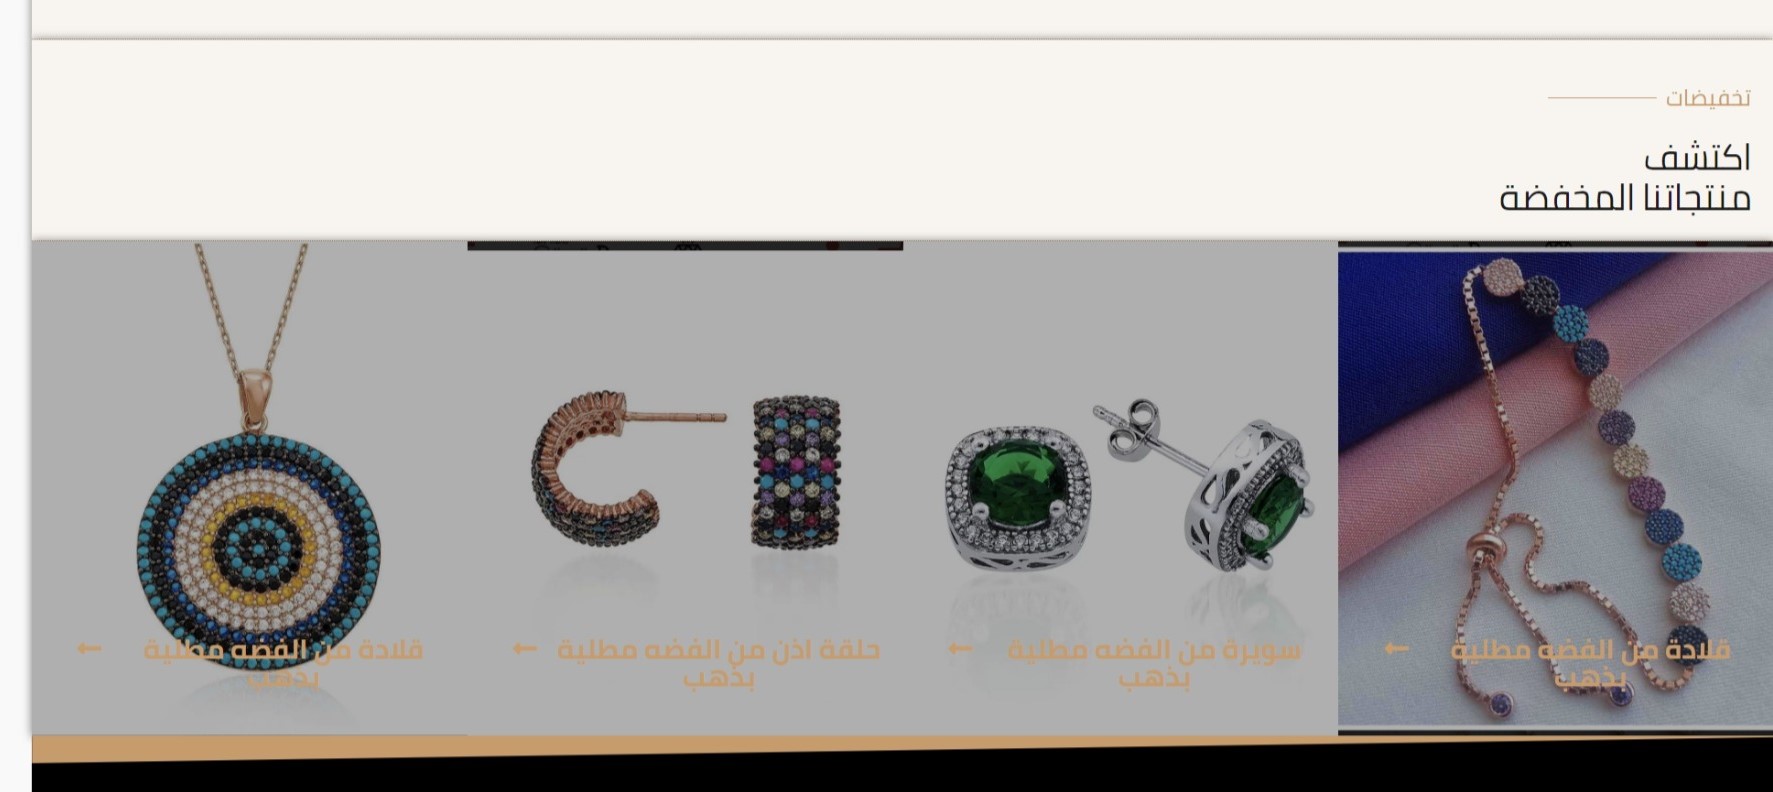 تخفيضات
اكتشف
منتجاتنا المخفضة
قلادة من الفضه مطلية
بذهب
سويرة من الفضه مطلية
بذهب
حلقة اذن من الفضه مطلية
بذهب
قلادة من الفضه مطلية
بذهب